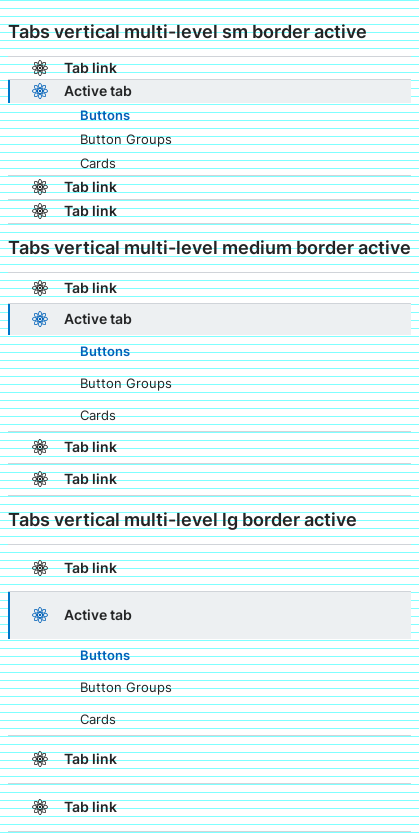 Tabs vertical multi-level sm border active
Tab link
Active tab
Buttons
Button Groups
Cards
Tab link
Tab link
Tabs vertical multi-level medium border active
Tab link
Active tab
Buttons
Button Groups
Cards
Tab link
Tab link
Tabs vertical multi-level lg border active
Tab link
Active tab
Buttons
Button Groups
Cards
Tab link
Tab link